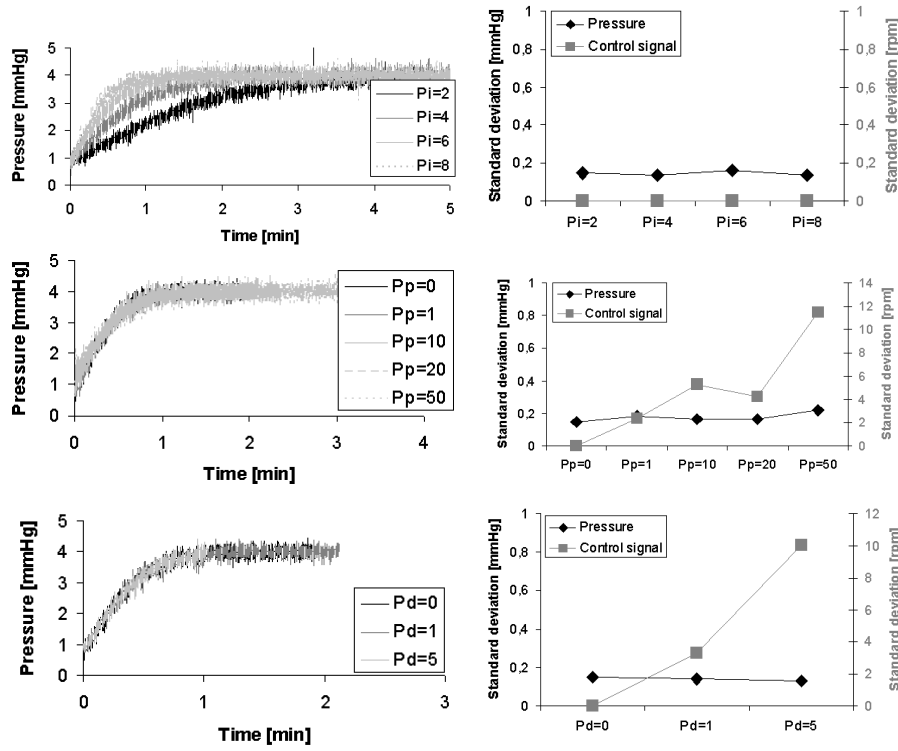 Pressure [mmHg]
5
4
3
2
1
0
0 1 2 3 4 5
Time [min]
Pi=2
Pi=4
Pi=6
Pi=8
Standard deviation [mmHg]
1
0,8
0,6
0,4
0,2
0
Pi=2 Pi=4 Pi=6 Pi=8
Pressure
Control signal
1
0,8
0,6
0,4
0,2
0
Standard deviation [rpm]
Pressure [mmHg]
5
4
3
2
1
0
0 1 2 3 4
Time [min]
Pp=0
Pp=1
Pp=10
Pp=20
Pp=50
Standard deviation [mmHg]
1
0,8
0,6
0,4
0,2
0
Pp=0 Pp=1 Pp=10 Pp=20 Pp=50
Pressure
Control signal
14
12
10
8
6
4
2
0
Standard deviation [rpm]
Pressure [mmHg]
5
4
3
2
1
0
0 1 2 3
Time [min]
Pd=0
Pd=1
Pd=5
Standard deviation [mmHg]
1
0,8
0,6
0,4
0,2
0
Pd=0 Pd=1 Pd=5
Pressure
Control signal
12
10
8
6
4
2
0
Standard deviation [rpm]